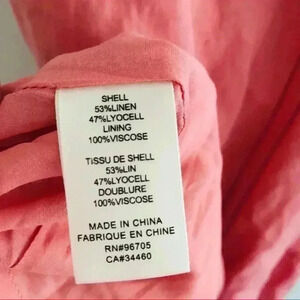 SHELL
53%LINEN
47%LYOCELL
LINING
100%VISCOSE
TISSU DE SHELL
53%LIN
47%LYOCELL
DOUBLURE
100%VISCOSE
MADE IN CHINA
FABRIQUE EN CHINE
RN#96705
CA#34460